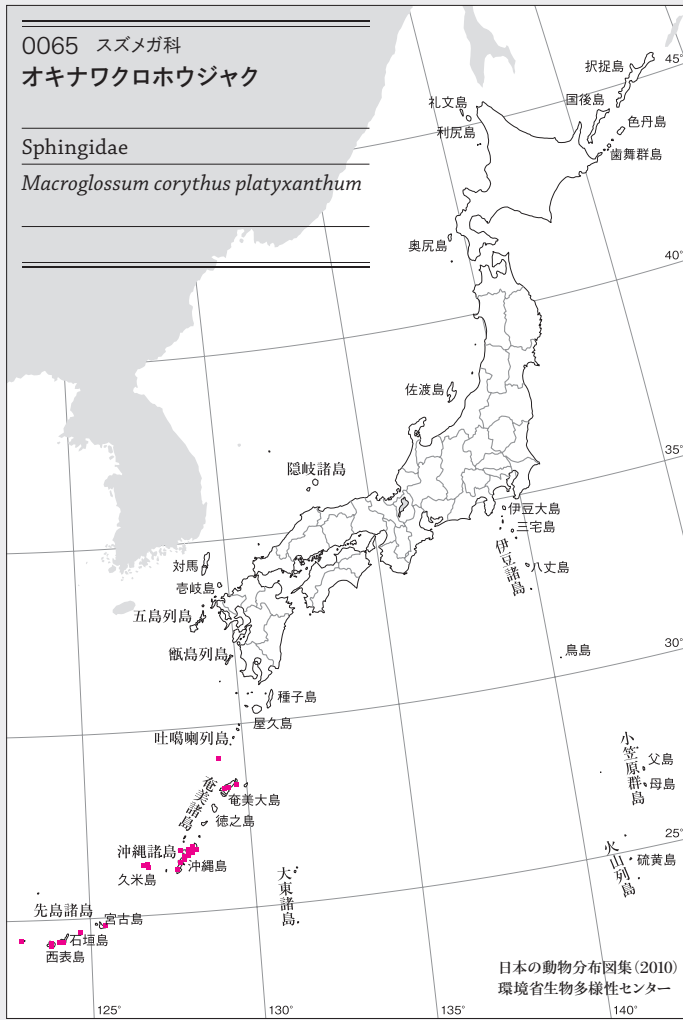 0065 スズメガ科
オキナワクロホウジャク
Sphingidae
Macroglossum corythus platyxanthum
45°
択捉島
礼文島
国後島
色丹島
利尻島
歯舞群島
奥尻島
40°
佐渡島
35°
隠岐諸島
伊豆大島
三宅島
伊豆諸島
八丈島
対馬
壱岐島
五島列島
甑島列島
鳥島
30°
種子島
屋久島
吐噶喇列島
小笠原群島
父島
母島
奄美諸島
奄美大島
徳之島
25°
沖縄諸島
沖縄島
久米島
大東諸島
火山列島
硫黄島
先島諸島
宮古島
石垣島
西表島
日本の動物分布図集(2010)
環境省生物多様性センター
125°
130°
135°
140°